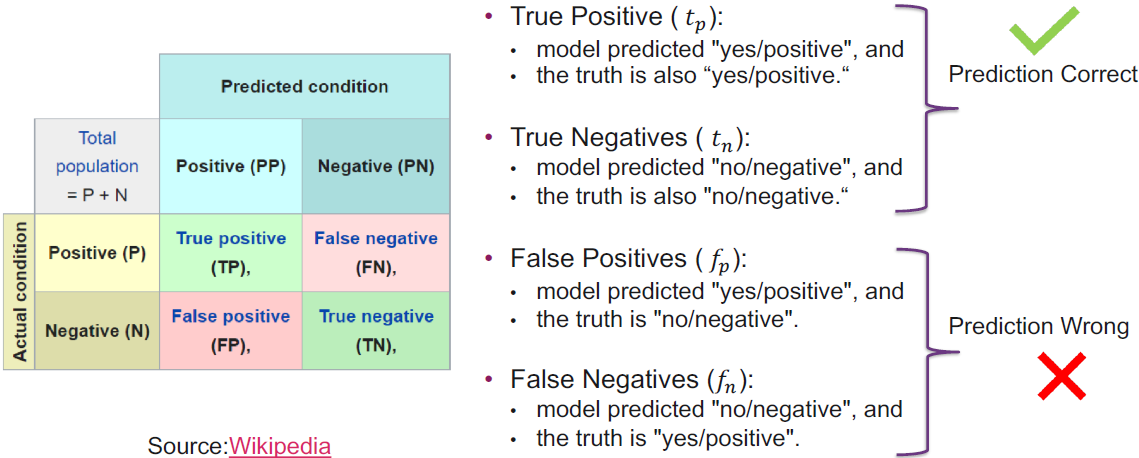 Predicted condition
Total
population
= P + N
Positive (PP)
Negative (PN)
Actual condition
Positive (P)
True positive
(TP),
False negative
(FN),
Negative (N)
False positive
(FP),
True negative
(TN),
Source:Wikipedia
• True Positive ( tₚ):
• model predicted "yes/positive", and
• the truth is also “yes/positive.“
• True Negatives ( tₙ):
• model predicted "no/negative", and
• the truth is also "no/negative.“
Prediction Correct
• False Positives ( fₚ):
• model predicted "yes/positive", and
• the truth is "no/negative".
• False Negatives (fₙ):
• model predicted "no/negative", and
• the truth is "yes/positive".
Prediction Wrong